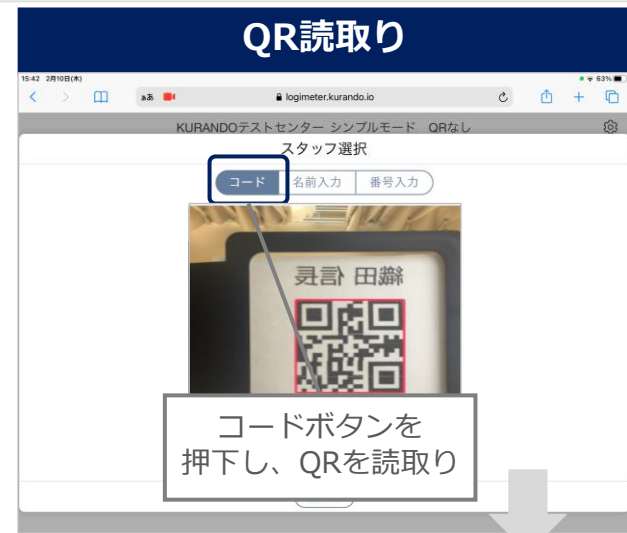 QR読取り
15:42 2月10日(木)
63%
ぁあ
logimeter.kurando.io
KURANDOテストセンター シンプルモード QRなし
スタッフ選択
コード
名前入力
番号入力
織田 信長
コードボタンを
押下し、QRを読取り